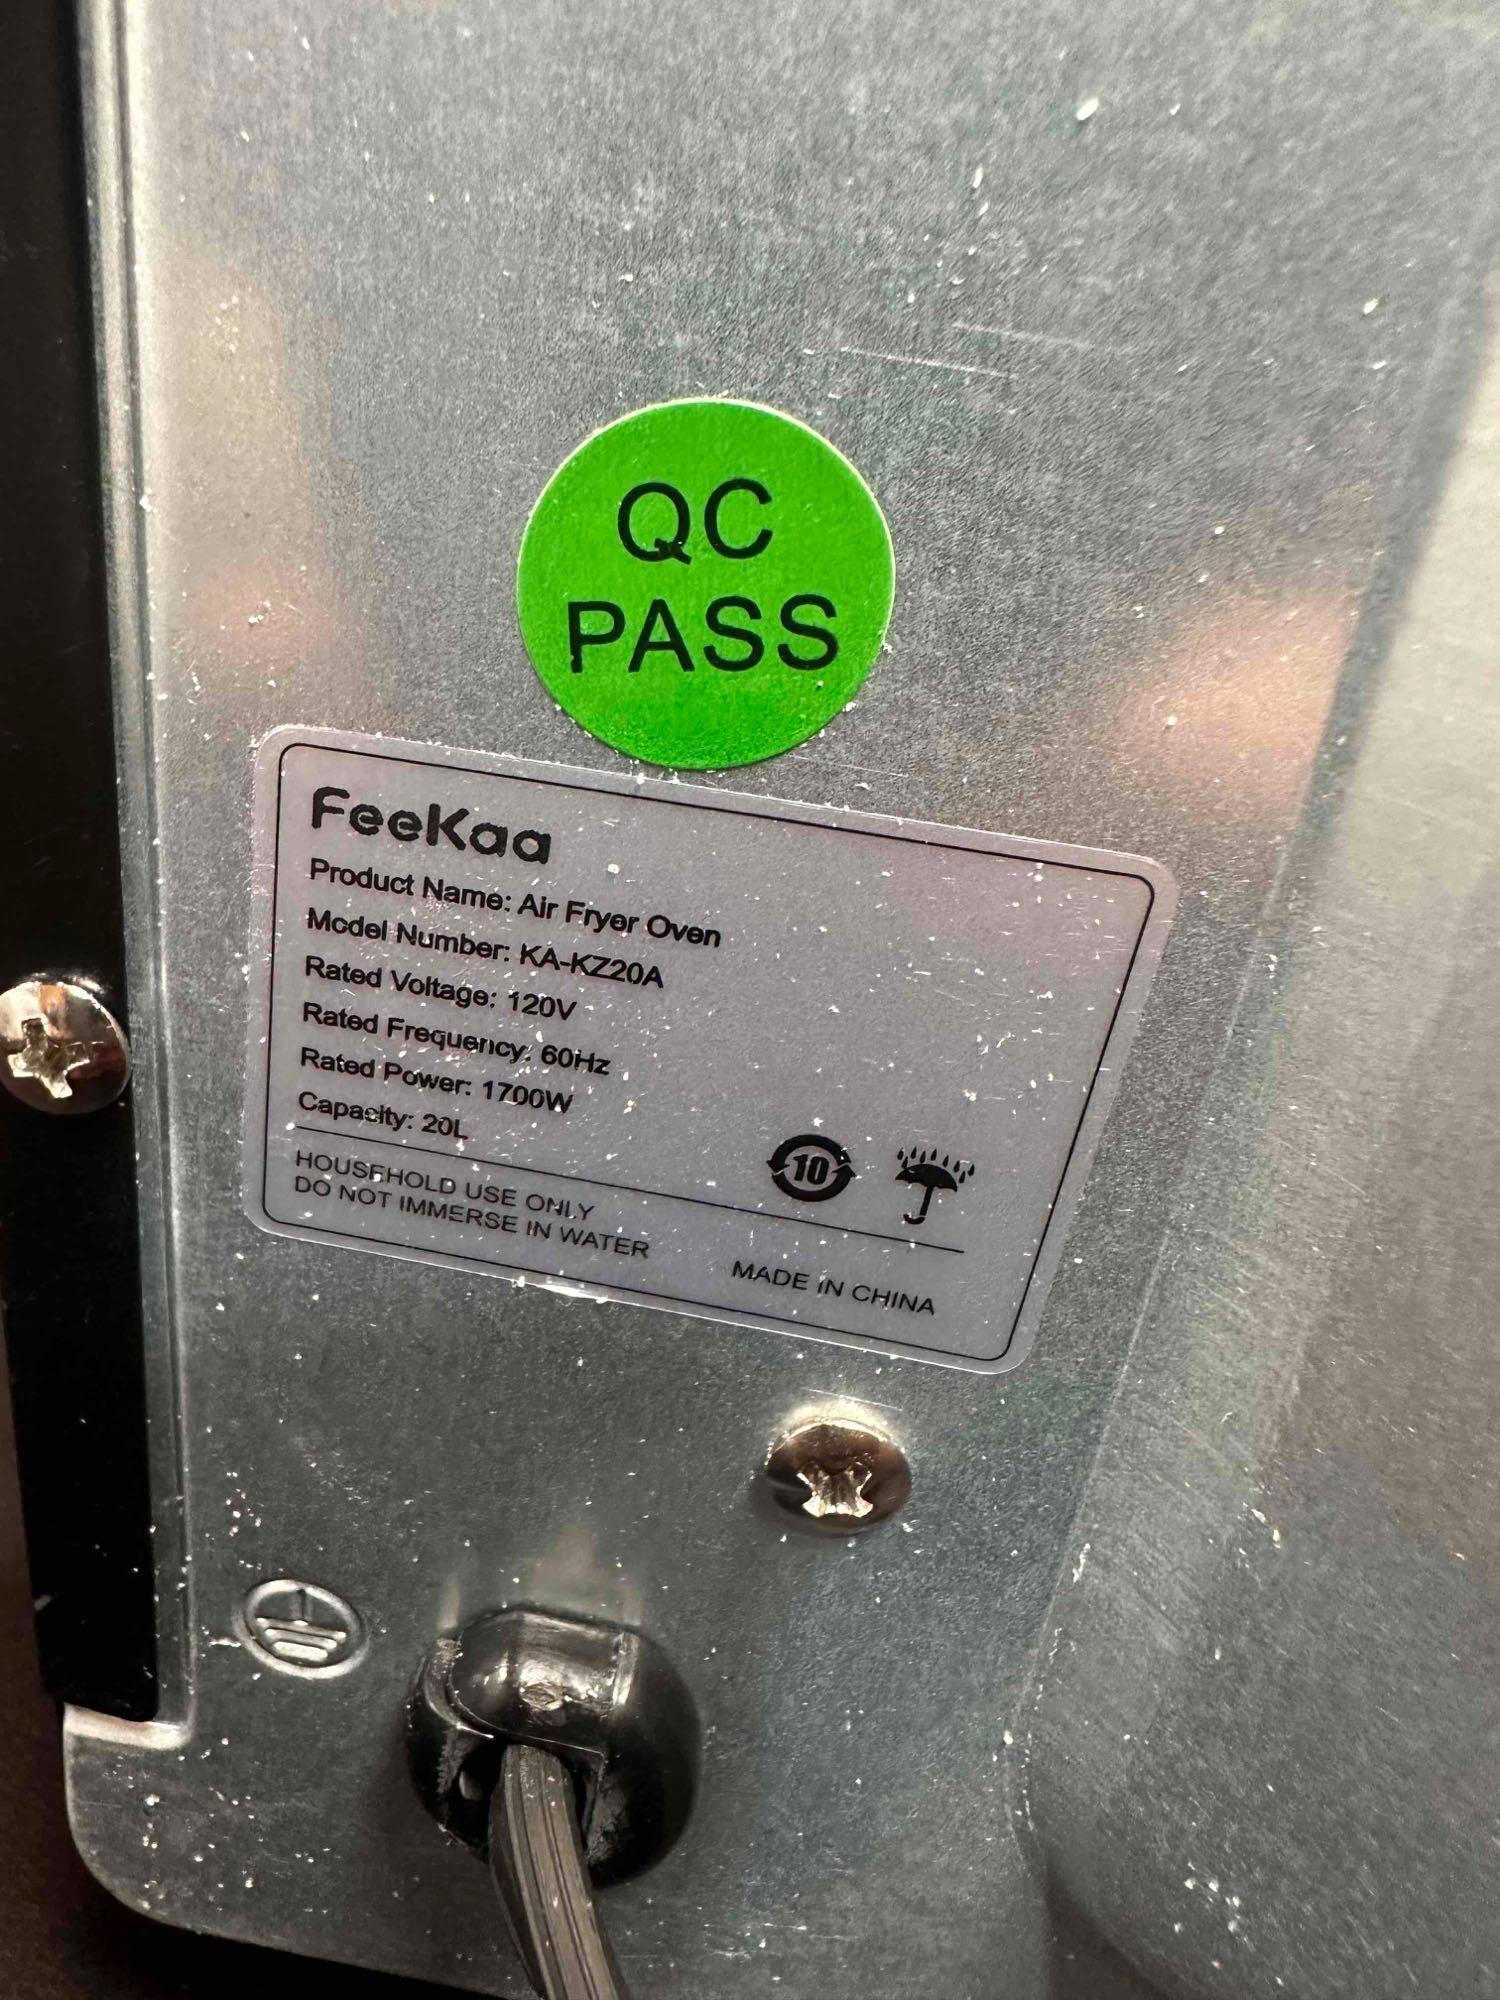 QC
PASS
FeeKaa
Product Name: Air Fryer Oven
Model Number: KA-KZ20A
Rated Voltage: 120V
Rated Frequency: 60Hz
Rated Power: 1700W
Capacity: 20L
10
HOUSEHOLD USE ONLY
DO NOT IMMERSE IN WATER
MADE IN CHINA